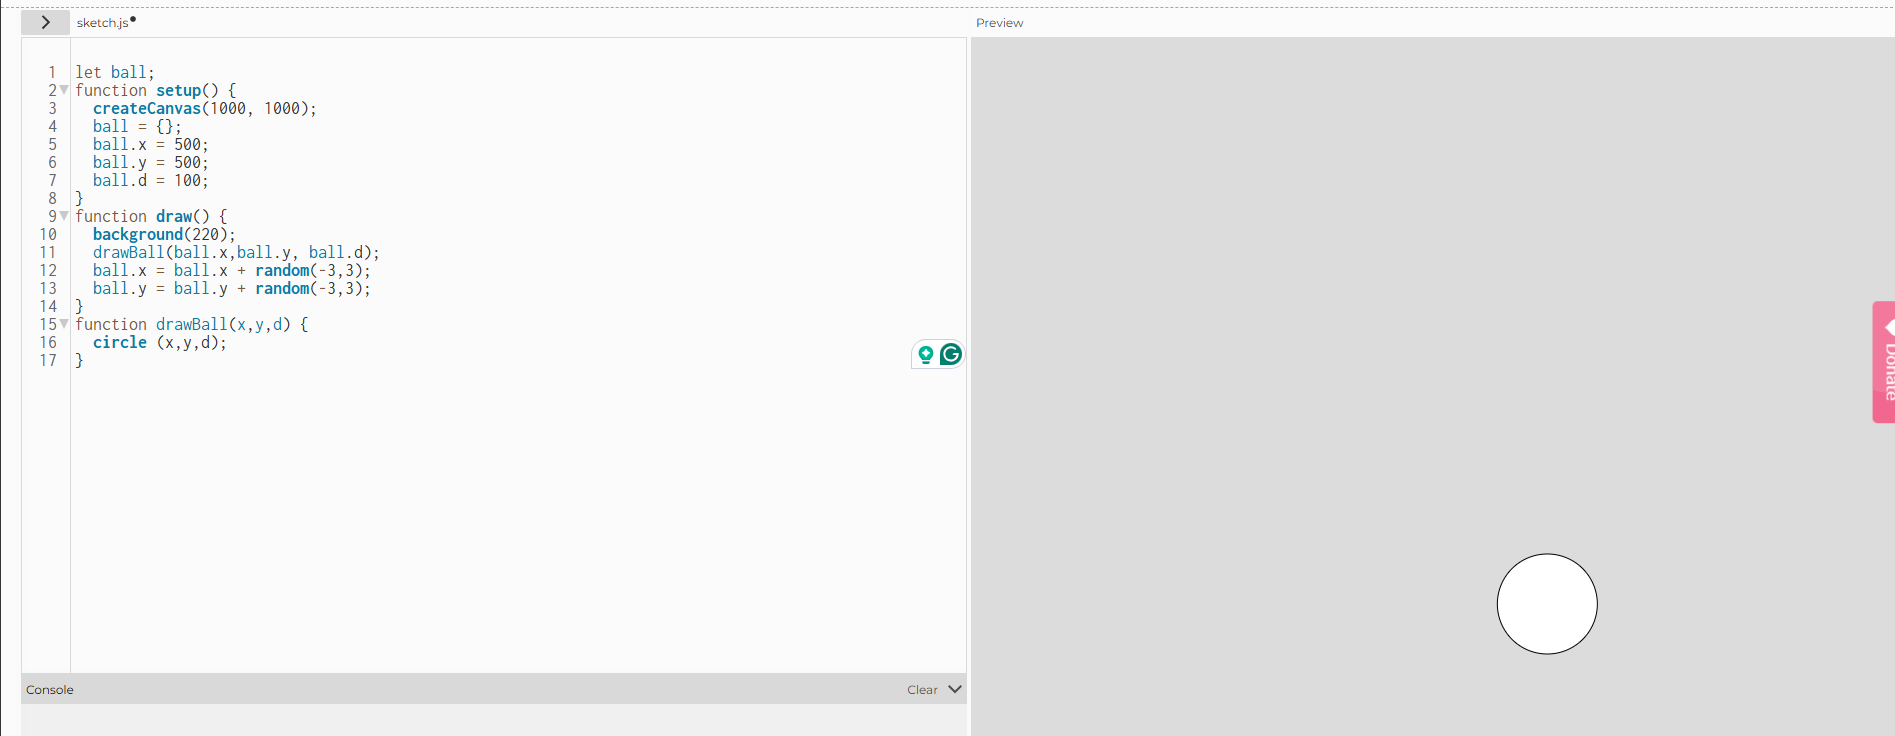 sketch.js
Preview
1 let ball;
2 function setup() {
3   createCanvas(1000, 1000);
4   ball = {};
5   ball.x = 500;
6   ball.y = 500;
7   ball.d = 100;
8 }
9 function draw() {
10   background(220);
11   drawBall(ball.x,ball.y, ball.d);
12   ball.x = ball.x + random(-3,3);
13   ball.y = ball.y + random(-3,3);
14 }
15 function drawBall(x,y,d) {
16   circle (x,y,d);
17 }
G
Donate
Console
Clear